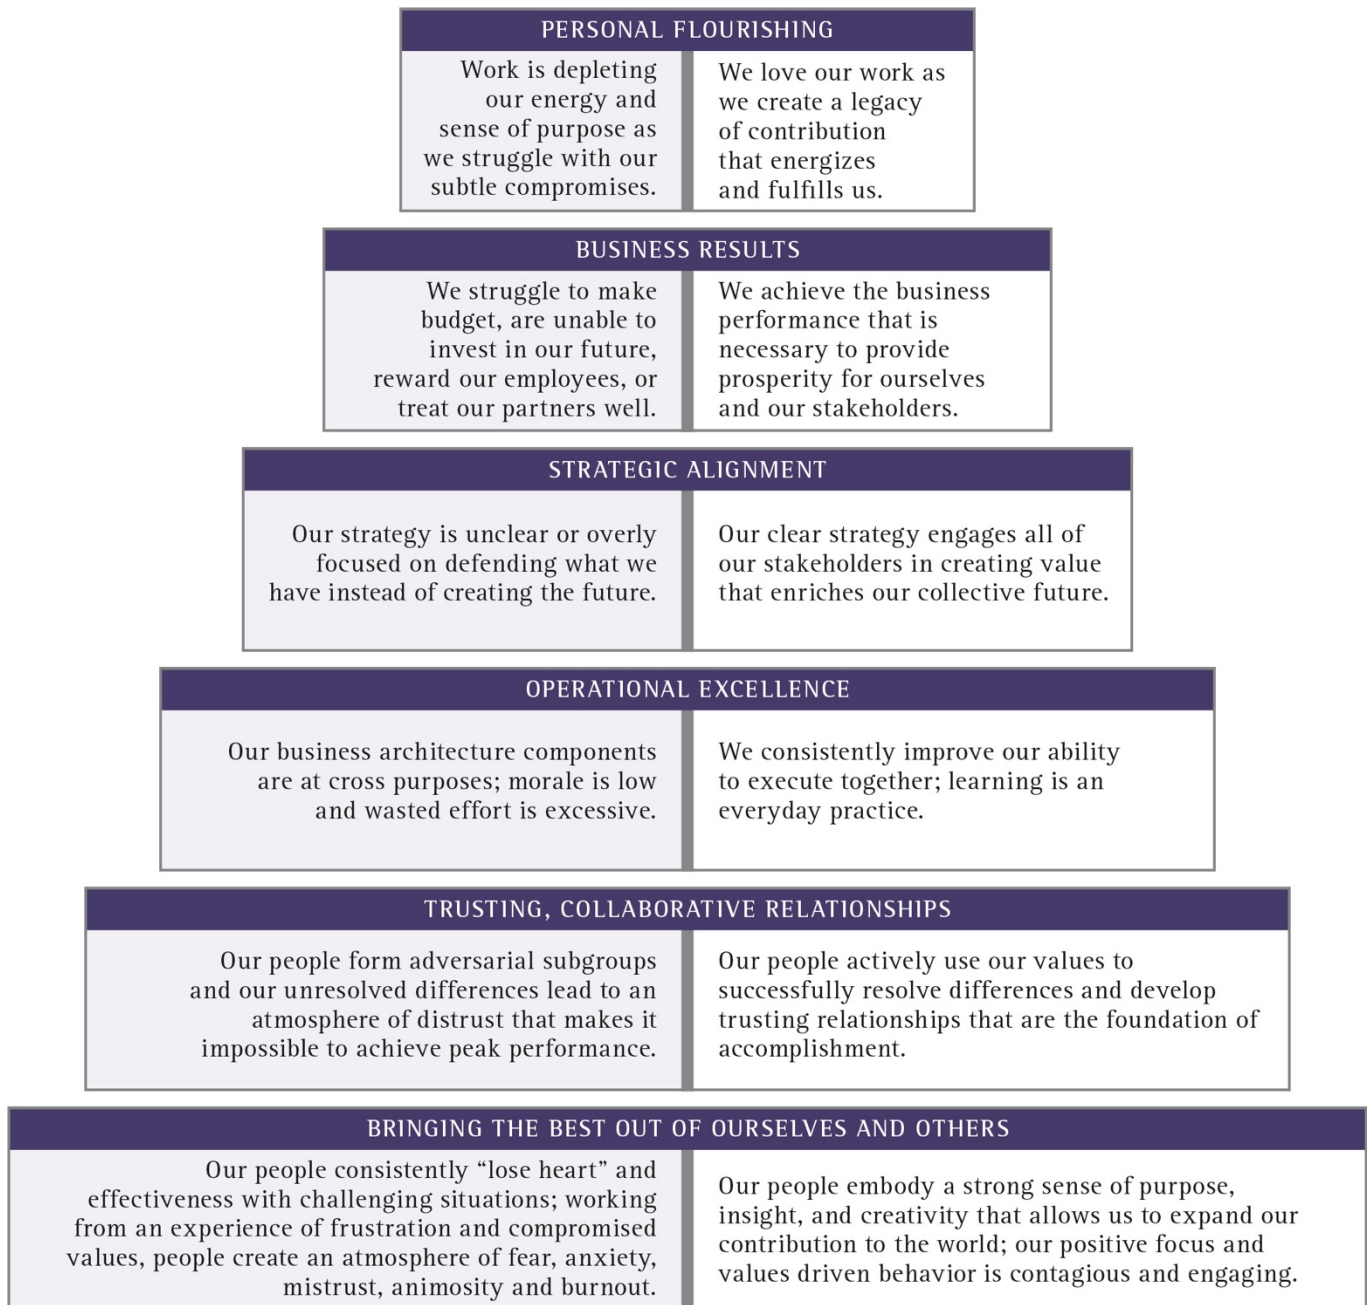 PERSONAL FLOURISHING
Work is depleting
our energy and
sense of purpose as
we struggle with our
subtle compromises.
We love our work as
we create a legacy
of contribution
that energizes
and fulfills us.
BUSINESS RESULTS
We struggle to make
budget, are unable to
invest in our future,
reward our employees, or
treat our partners well.
We achieve the business
performance that is
necessary to provide
prosperity for ourselves
and our stakeholders.
STRATEGIC ALIGNMENT
Our strategy is unclear or overly
focused on defending what we
have instead of creating the future.
Our clear strategy engages all of
our stakeholders in creating value
that enriches our collective future.
OPERATIONAL EXCELLENCE
Our business architecture components
are at cross purposes; morale is low
and wasted effort is excessive.
We consistently improve our ability
to execute together; learning is an
everyday practice.
TRUSTING, COLLABORATIVE RELATIONSHIPS
Our people form adversarial subgroups
and our unresolved differences lead to an
atmosphere of distrust that makes it
impossible to achieve peak performance.
Our people actively use our values to
successfully resolve differences and develop
trusting relationships that are the foundation of
accomplishment.
BRINGING THE BEST OUT OF OURSELVES AND OTHERS
Our people consistently “lose heart” and
effectiveness with challenging situations; working
from an experience of frustration and compromised
values, people create an atmosphere of fear, anxiety,
mistrust, animosity and burnout.
Our people embody a strong sense of purpose,
insight, and creativity that allows us to expand our
contribution to the world; our positive focus and
values driven behavior is contagious and engaging.